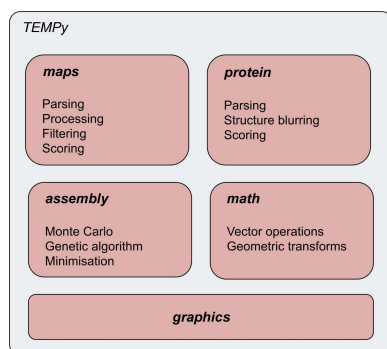 TEMPy
maps
Parsing
Processing
Filtering
Scoring
protein
Parsing
Structure blurring
Scoring
assembly
Monte Carlo
Genetic algorithm
Minimisation
math
Vector operations
Geometric transforms
graphics